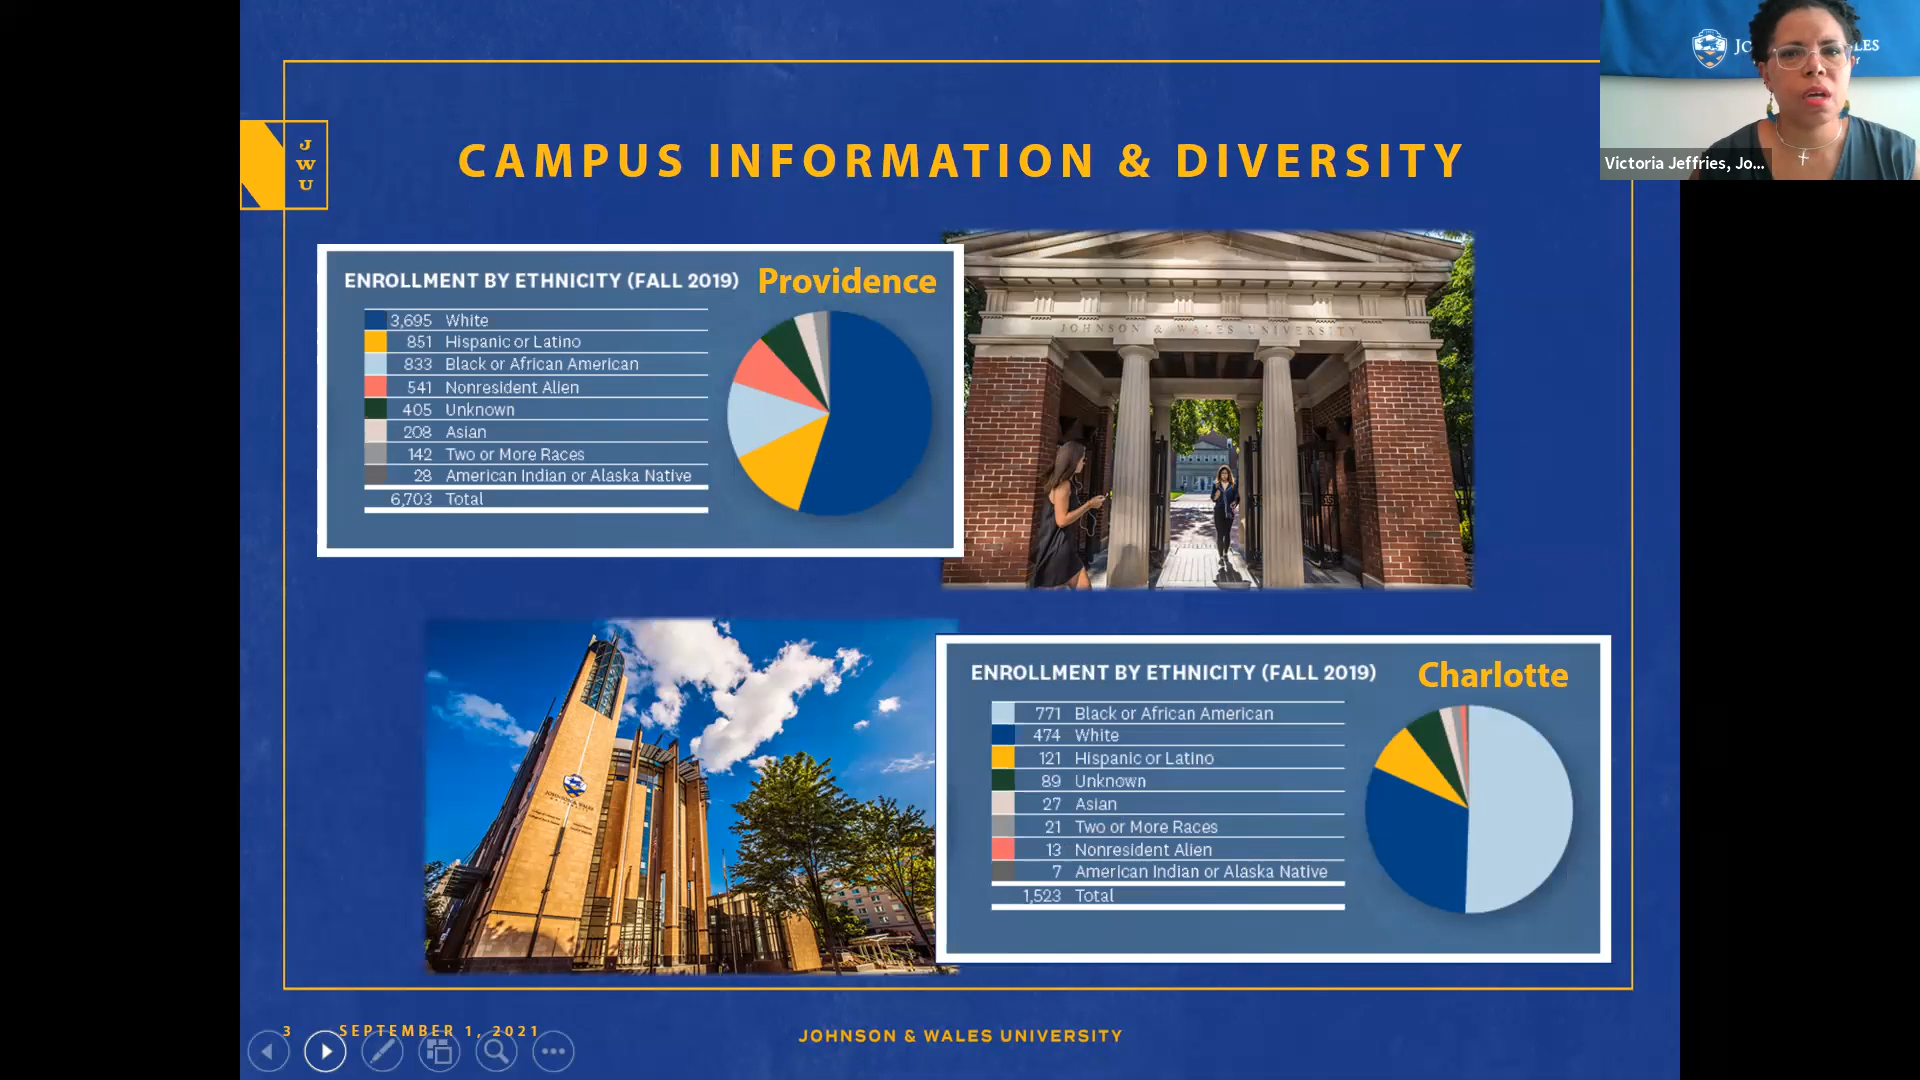 CAMPUS INFORMATION & DIVERSITY
J
W
U
Victoria Jeffries, Jo...
ENROLLMENT BY ETHNICITY (FALL 2019) Providence
3,695 White
851 Hispanic or Latino
833 Black or African American
541 Nonresident Alien
405 Unknown
208 Asian
142 Two or More Races
28 American Indian or Alaska Native
6,703 Total
JOHNSON & WALES UNIVERSITY
JOHNSON & WALES
ENROLLMENT BY ETHNICITY (FALL 2019) Charlotte
771 Black or African American
474 White
121 Hispanic or Latino
89 Unknown
27 Asian
21 Two or More Races
13 Nonresident Alien
7 American Indian or Alaska Native
1,523 Total
3 SEPTEMBER 1, 2021
JOHNSON & WALES UNIVERSITY